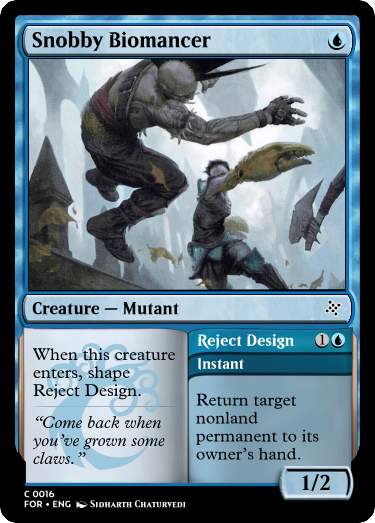 Snobby Biomancer
Creature — Mutant
When this creature
enters, shape
Reject Design.
“Come back when
you’ve grown some
claws.”
Reject Design 1
Instant
Return target
nonland
permanent to its
owner’s hand.
1/2
C 0016
FOR • ENG Sidharth Chaturvedi